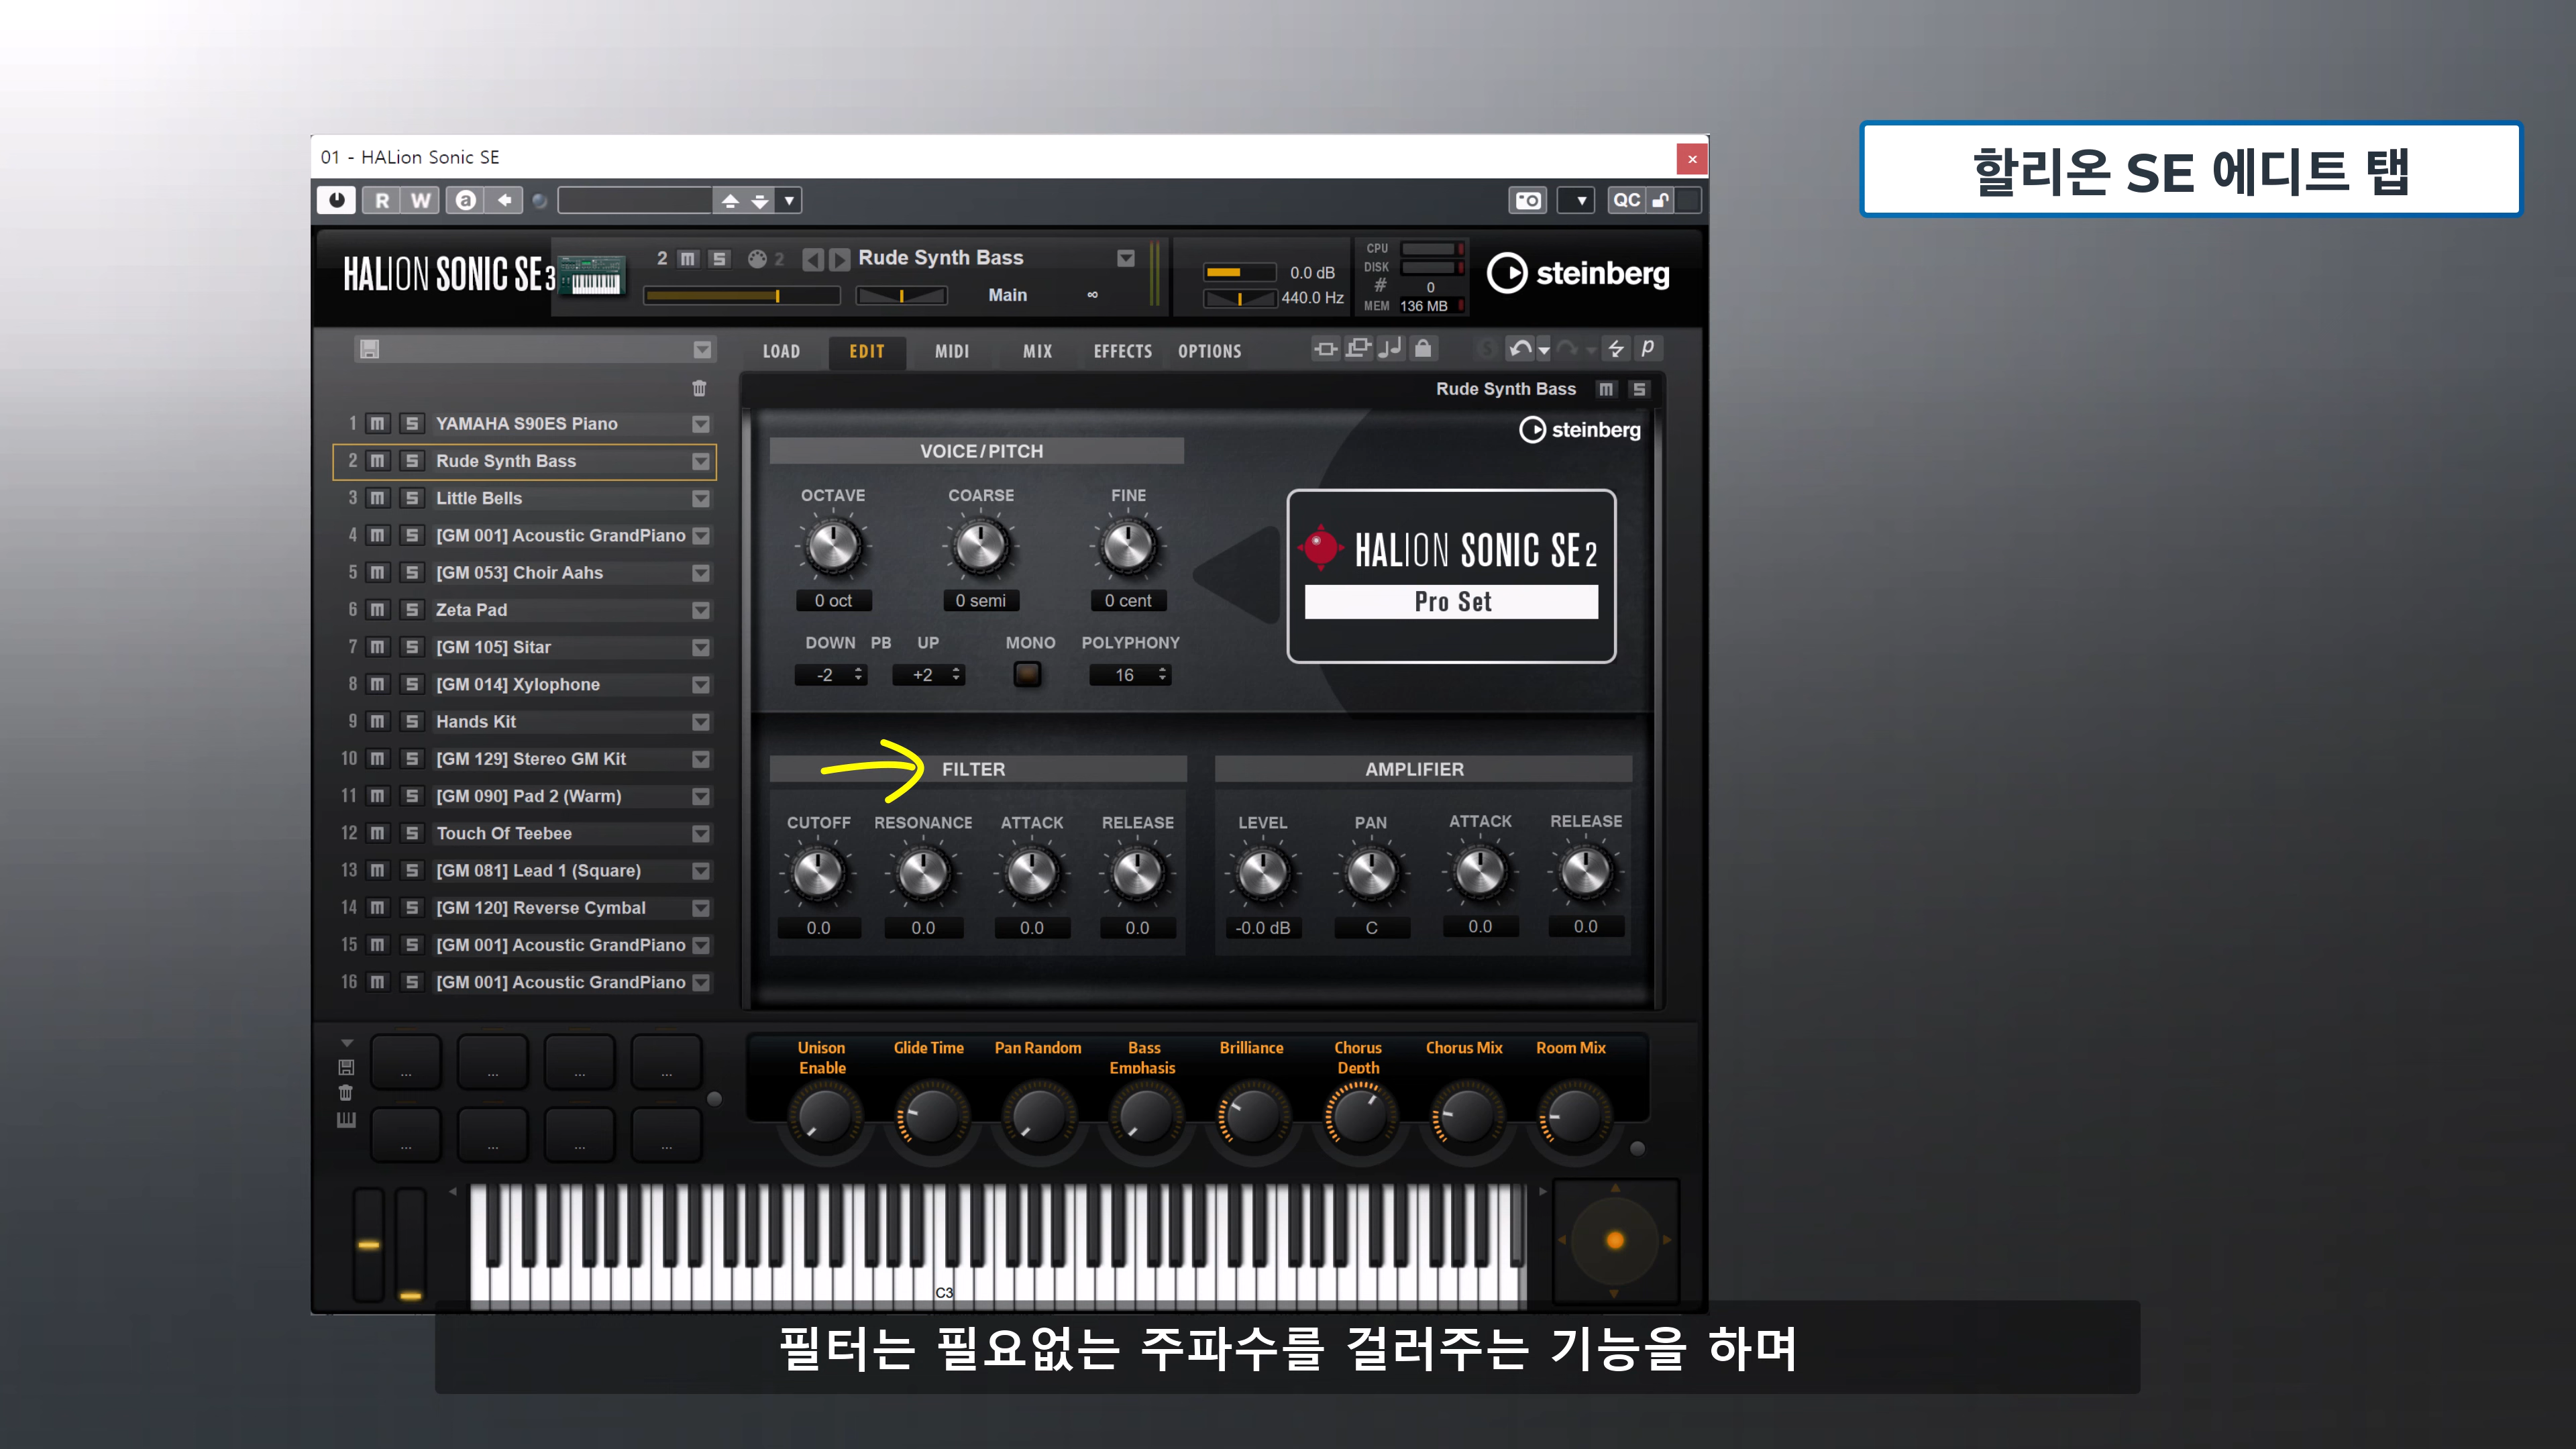 할리온 SE 에디트 탭
01 - HALion Sonic SE
R W a QC
HALION SONIC SE 3
2 m S 2 Rude Synth Bass
Main ∞
0.0 dB
440.0 Hz
CPU
DISK
# 0
MEM 136 MB
steinberg
LOAD EDIT MIDI MIX EFFECTS OPTIONS
S p
Rude Synth Bass m S
steinberg
1 m S YAMAHA S90ES Piano
2 m S Rude Synth Bass
3 m S Little Bells
4 m S [GM 001] Acoustic GrandPiano
5 m S [GM 053] Choir Aahs
6 m S Zeta Pad
7 m S [GM 105] Sitar
8 m S [GM 014] Xylophone
9 m S Hands Kit
10 m S [GM 129] Stereo GM Kit
11 m S [GM 090] Pad 2 (Warm)
12 m S Touch Of Teebee
13 m S [GM 081] Lead 1 (Square)
14 m S [GM 120] Reverse Cymbal
15 m S [GM 001] Acoustic GrandPiano
16 m S [GM 001] Acoustic GrandPiano
VOICE/PITCH
OCTAVE COARSE FINE
0 oct 0 semi 0 cent
DOWN PB UP MONO POLYPHONY
-2 +2 16
HALION SONIC SE 2
Pro Set
FILTER
CUTOFF RESONANCE ATTACK RELEASE
0.0 0.0 0.0 0.0
AMPLIFIER
LEVEL PAN ATTACK RELEASE
-0.0 dB C 0.0 0.0
... ... ... ...
... ... ... ...
Unison Enable
Glide Time
Pan Random
Bass Emphasis
Brilliance
Chorus Depth
Chorus Mix
Room Mix
C3
필터는 필요없는 주파수를 걸러주는 기능을 하며